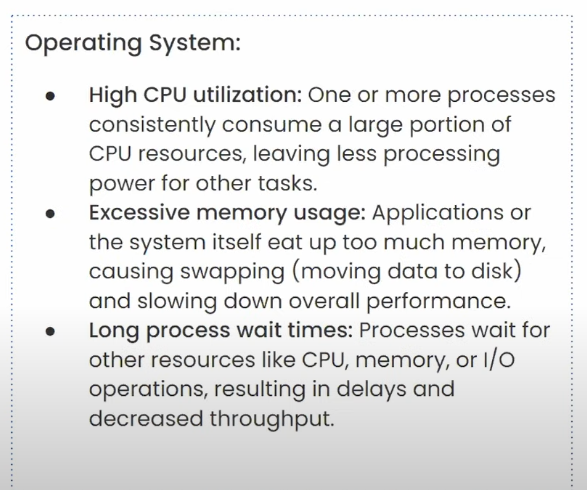 Operating System:
● High CPU utilization: One or more processes
consistently consume a large portion of
CPU resources, leaving less processing
power for other tasks.
● Excessive memory usage: Applications or
the system itself eat up too much memory,
causing swapping (moving data to disk)
and slowing down overall performance.
● Long process wait times: Processes wait for
other resources like CPU, memory, or I/O
operations, resulting in delays and
decreased throughput.